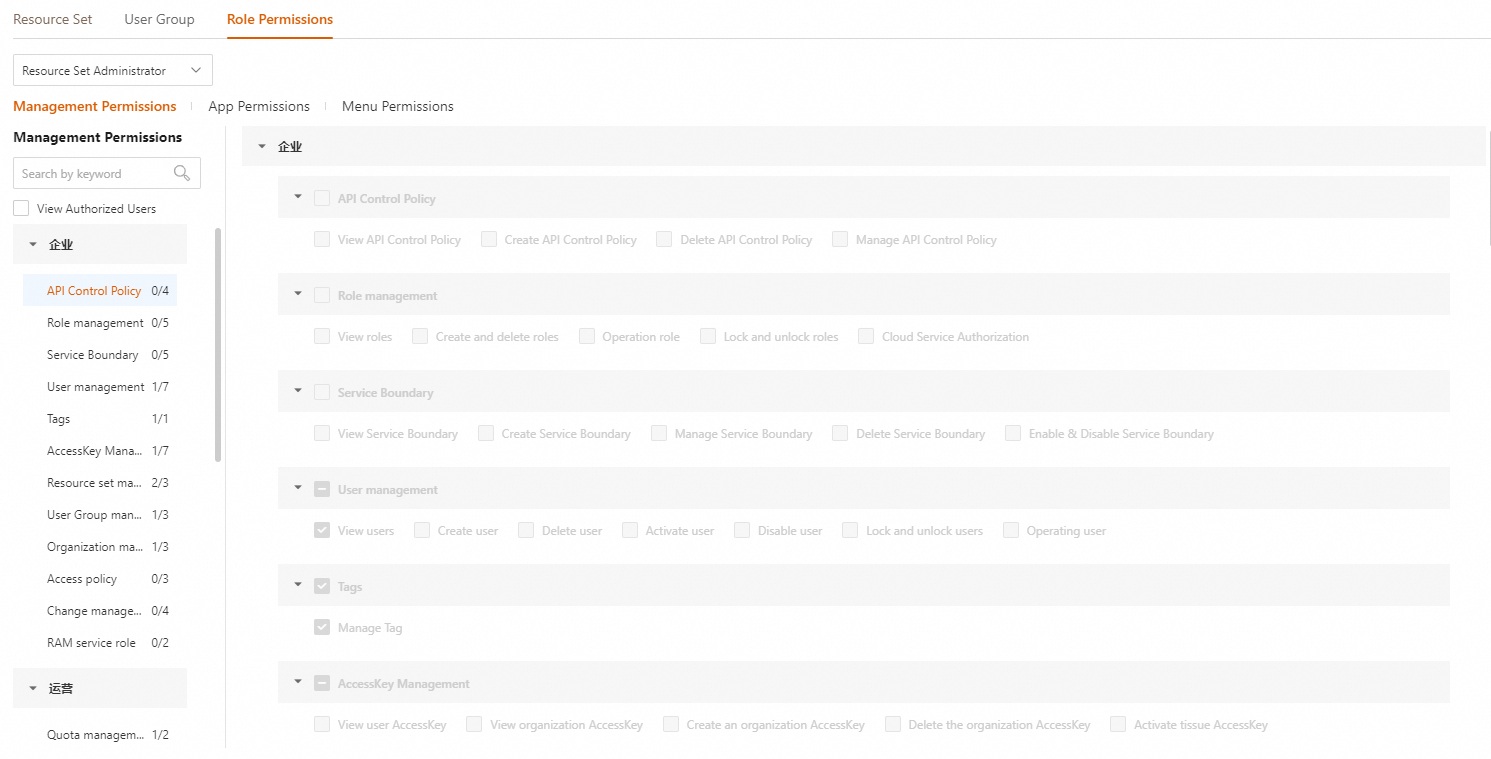 Resource Set User Group Role Permissions
Resource Set Administrator
Management Permissions App Permissions Menu Permissions
Management Permissions
Search by keyword
View Authorized Users
企业
API Control Policy 0/4
Role management 0/5
Service Boundary 0/5
User management 1/7
Tags 1/1
AccessKey Mana... 1/7
Resource set ma... 2/3
User Group man... 1/3
Organization ma... 1/3
Access policy 0/3
Change manage... 0/4
RAM service role 0/2
运营
Quota managem... 1/2
企业
API Control Policy
View API Control Policy Create API Control Policy Delete API Control Policy Manage API Control Policy
Role management
View roles Create and delete roles Operation role Lock and unlock roles Cloud Service Authorization
Service Boundary
View Service Boundary Create Service Boundary Manage Service Boundary Delete Service Boundary Enable & Disable Service Boundary
User management
View users Create user Delete user Activate user Disable user Lock and unlock users Operating user
Tags
Manage Tag
AccessKey Management
View user AccessKey View organization AccessKey Create an organization AccessKey Delete the organization AccessKey Activate tissue AccessKey